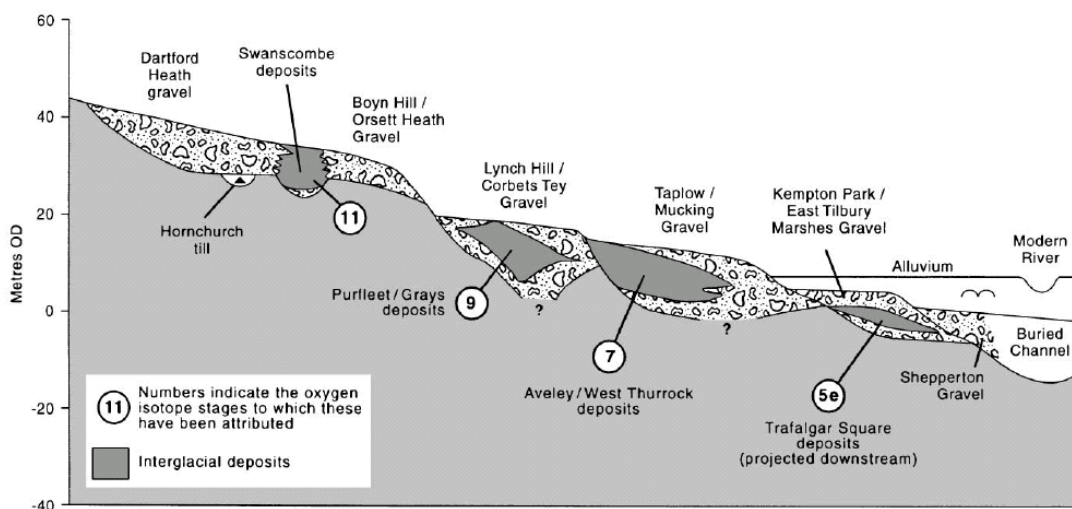 60
40
20
0
-20
-40
Metres OD
Dartford
Heath
gravel
Swanscombe
deposits
Boyn Hill /
Orsett Heath
Gravel
Hornchurch
till
11
Lynch Hill /
Corbets Tey
Gravel
Purfleet / Grays
deposits
9
?
Taplow /
Mucking
Gravel
7
?
Aveley / West Thurrock
deposits
Kempton Park /
East Tilbury
Marshes Gravel
Alluvium
Modern
River
Buried
Channel
Shepperton
Gravel
5e
Trafalgar Square
deposits
(projected downstream)
11
Numbers indicate the oxygen
isotope stages to which these
have been attributed
Interglacial deposits